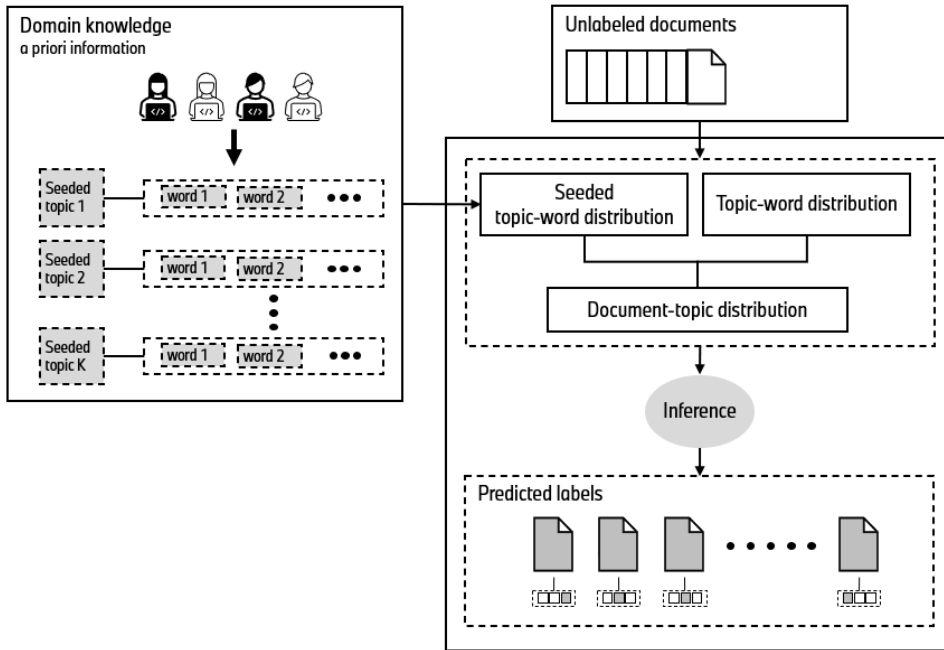 Domain knowledge
a priori information
</>
</>
</>
</>
Seeded
topic 1
word 1
word 2
Seeded
topic 2
word 1
word 2
Seeded
topic K
word 1
word 2
Unlabeled documents
Seeded
topic-word distribution
Topic-word distribution
Document-topic distribution
Inference
Predicted labels